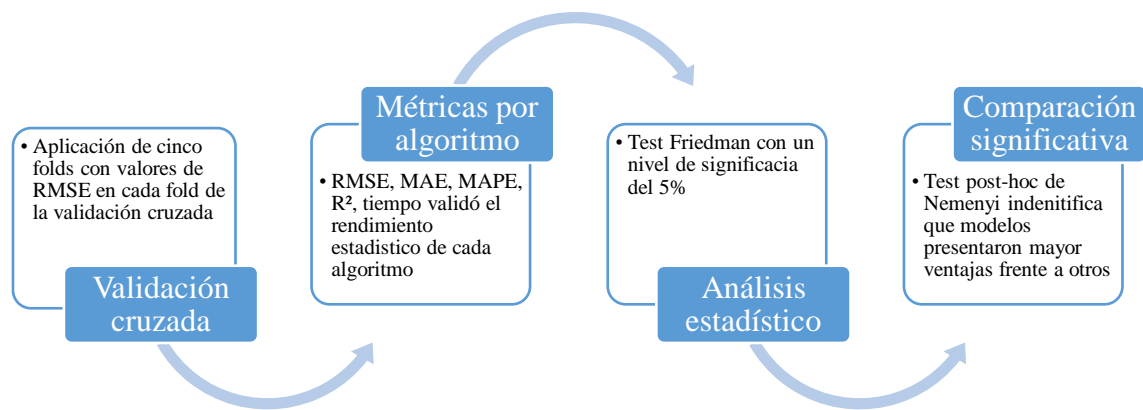 • Aplicación de cinco
folds con valores de
RMSE en cada fold de
la validación cruzada
Validación
cruzada
Métricas por
algoritmo
• RMSE, MAE, MAPE,
R², tiempo validó el
rendimiento
estadistico de cada
algoritmo
• Test Friedman con un
nivel de significacia
del 5%
Análisis
estadístico
Comparación
significativa
• Test post-hoc de
Nemenyi indenitifica
que modelos
presentaron mayor
ventajas frente a otros